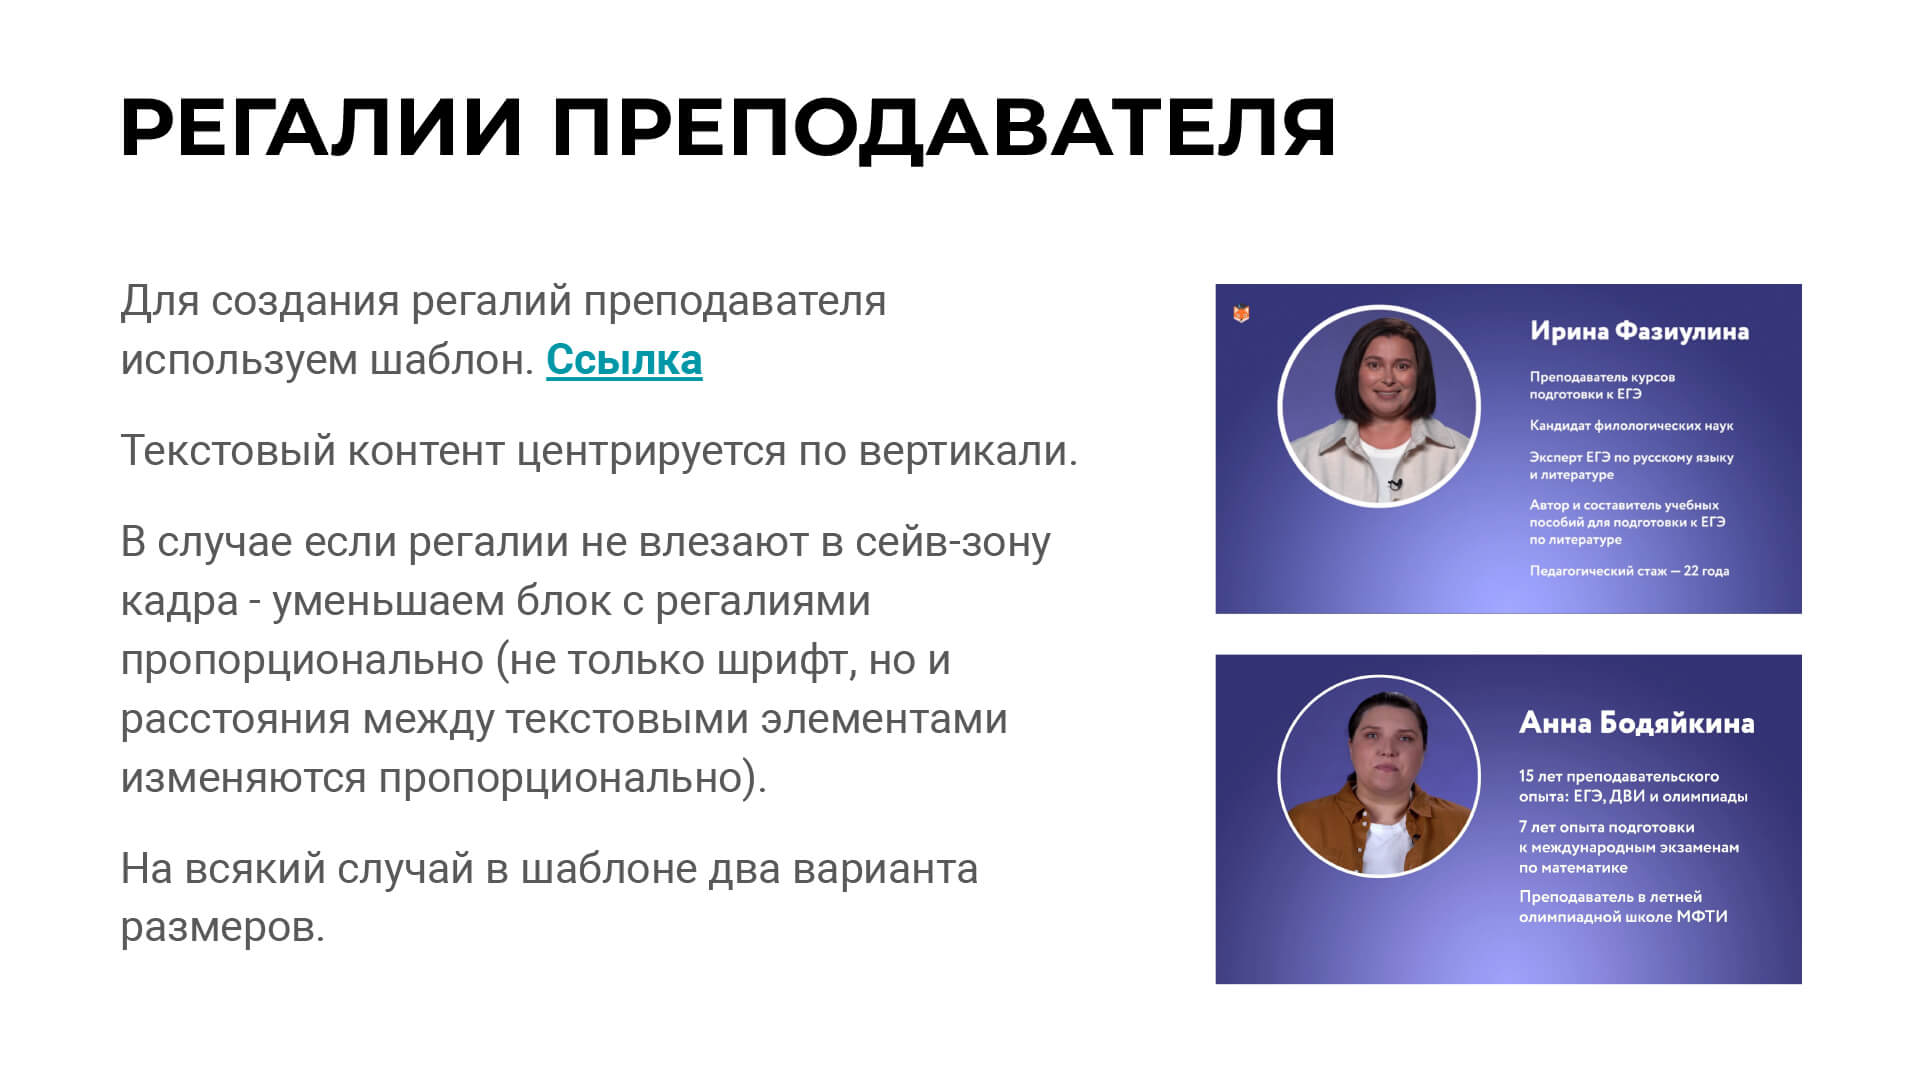 РЕГАЛИИ ПРЕПОДАВАТЕЛЯ
Для создания регалий преподавателя
используем шаблон. Ссылка
Текстовый контент центрируется по вертикали.
В случае если регалии не влезают в сейв-зону
кадра - уменьшаем блок с регалиями
пропорционально (не только шрифт, но и
расстояния между текстовыми элементами
изменяются пропорционально).
На всякий случай в шаблоне два варианта
размеров.
Ирина Фазиулина
Преподаватель курсов
подготовки к ЕГЭ
Кандидат филологических наук
Эксперт ЕГЭ по русскому языку
и литературе
Автор и составитель учебных
пособий для подготовки к ЕГЭ
по литературе
Педагогический стаж — 22 года
Анна Бодяйкина
15 лет преподавательского
опыта: ЕГЭ, ДВИ и олимпиады
7 лет опыта подготовки
к международным экзаменам
по математике
Преподаватель в летней
олимпиадной школе МФТИ